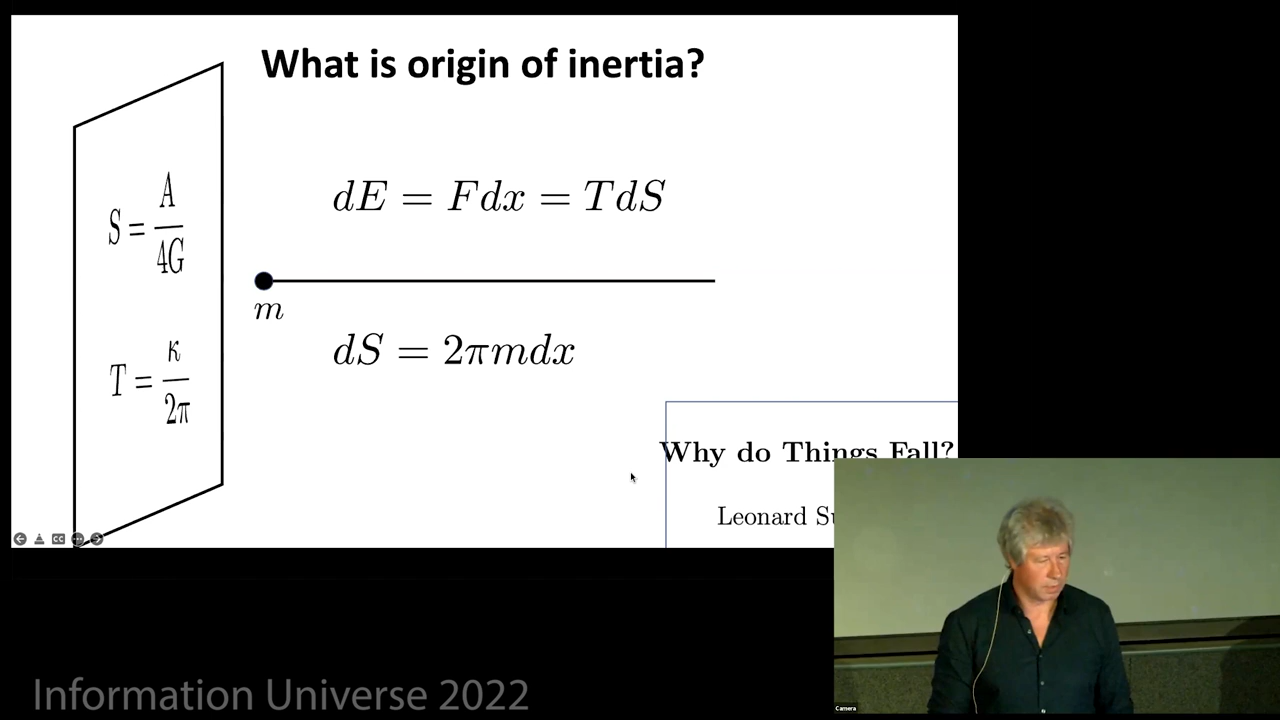 What is origin of inertia?
S = A/4G
dE = Fdx = TdS
m
T = κ/2π
dS = 2πmdx
Why do Things Fall?
Leonard
Information Universe 2022
Camera